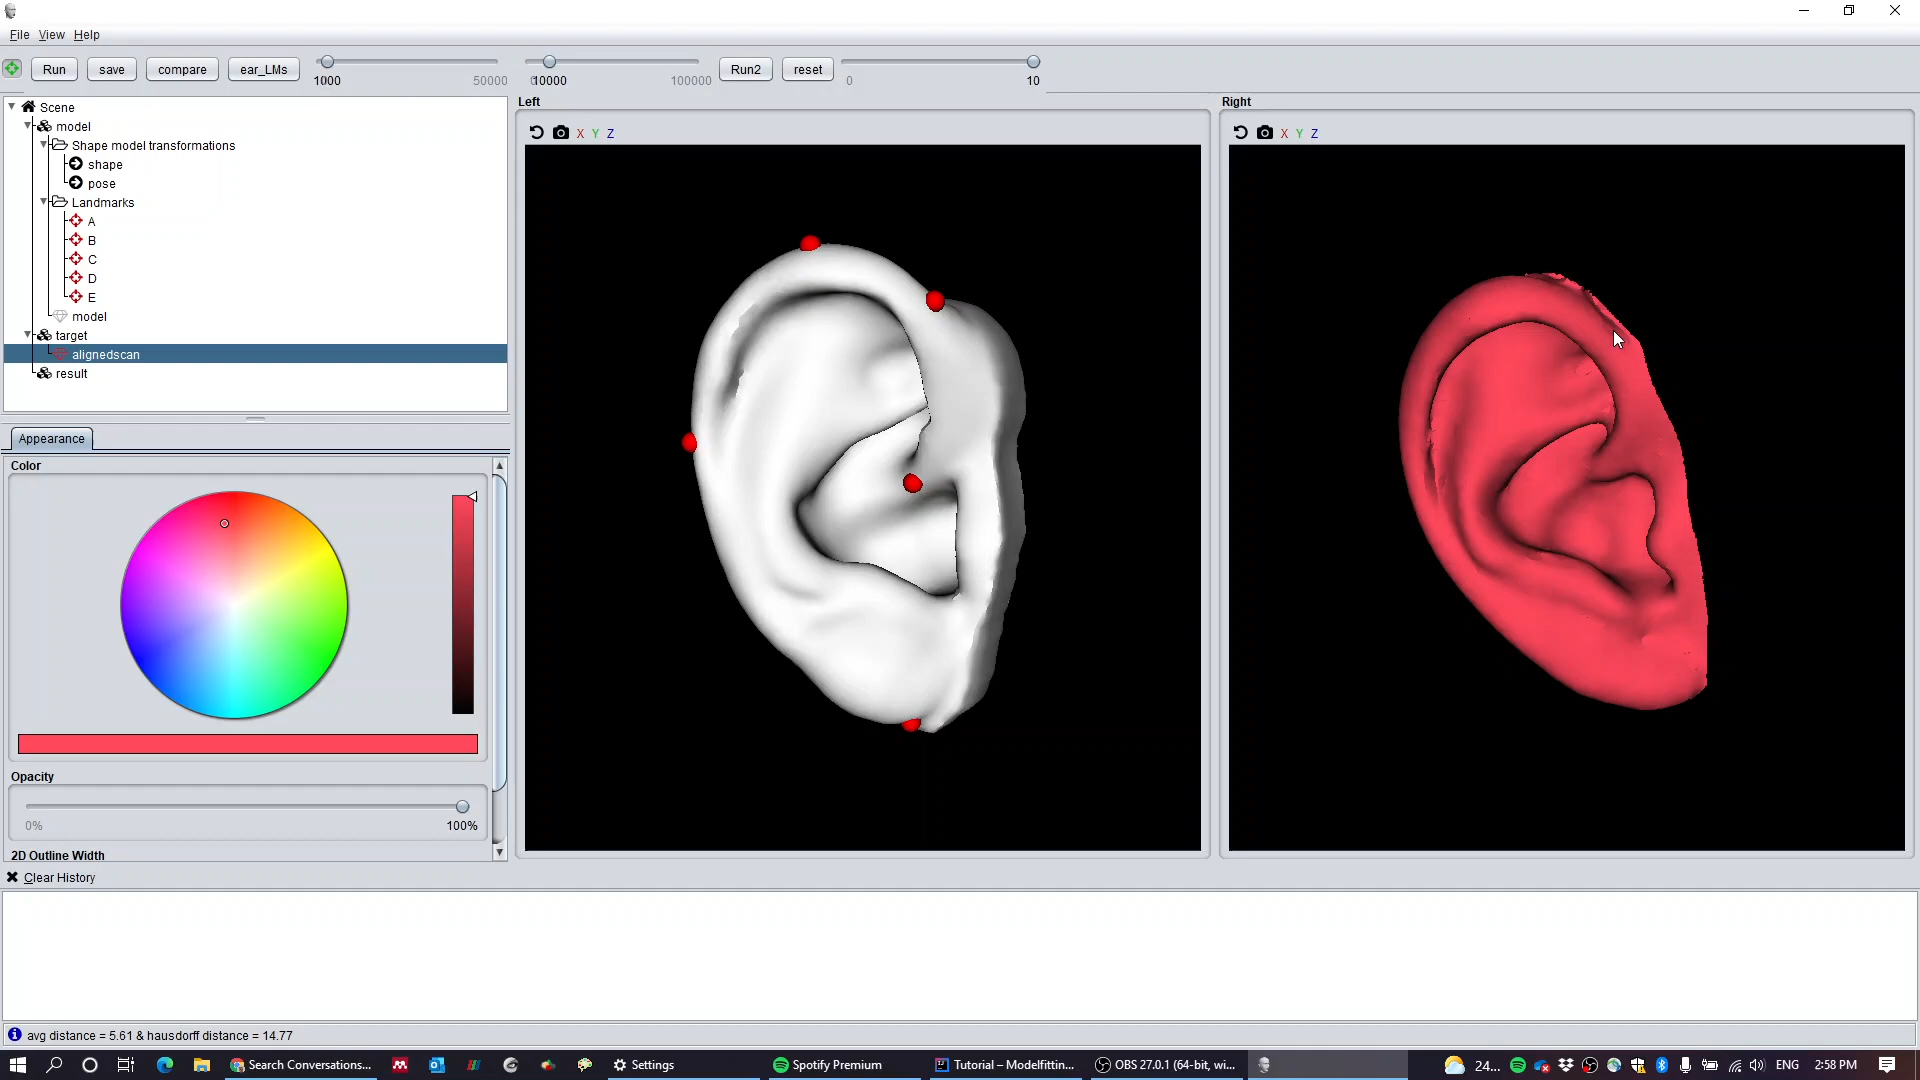 File View Help
Run save compare ear_LMs 1000 50000 10000 100000 Run2 reset 0 10
Scene
model
Shape model transformations
shape
pose
Landmarks
A
B
C
D
E
model
target
alignedscan
result
Appearance
Color
Opacity
0% 100%
2D Outline Width
Left
X Y Z
Right
X Y Z
Clear History
avg distance = 5.61 & hausdorff distance = 14.77
Search Conversations... Settings Spotify Premium Tutorial – Modelfittin... OBS 27.0.1 (64-bit, wi... 24... ENG 2:58 PM